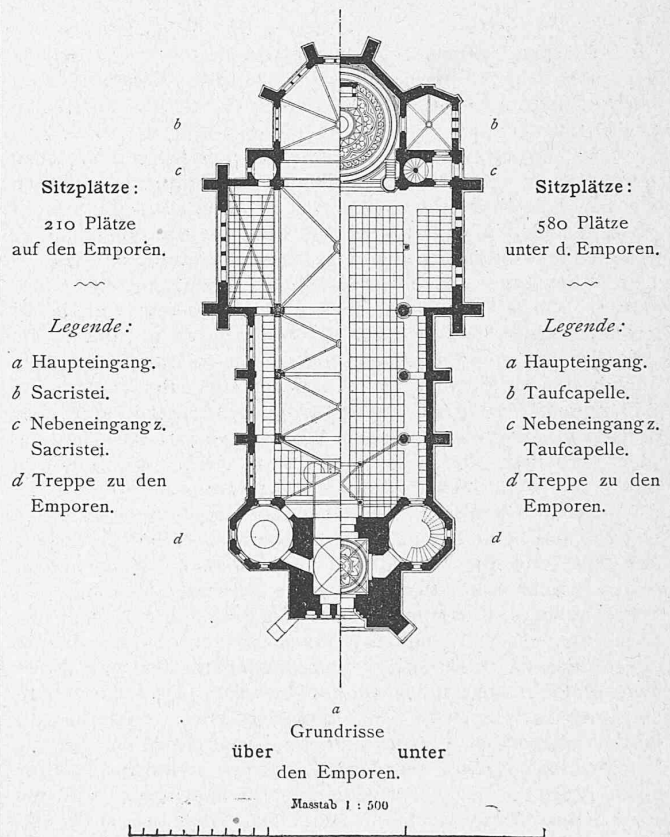 b
b
c
c
Sitzplätze:
210 Plätze
auf den Emporen.
Legende:
a Haupteingang.
b Sacristei.
c Nebeneingang z.
Sacristei.
d Treppe zu den
Emporen.
Sitzplätze:
580 Plätze
unter d. Emporen.
Legende:
a Haupteingang.
b Taufcapelle.
c Nebeneingang z.
Taufcapelle.
d Treppe zu den
Emporen.
d
d
a
Grundrisse
über unter
den Emporen.
Masstab 1 : 500